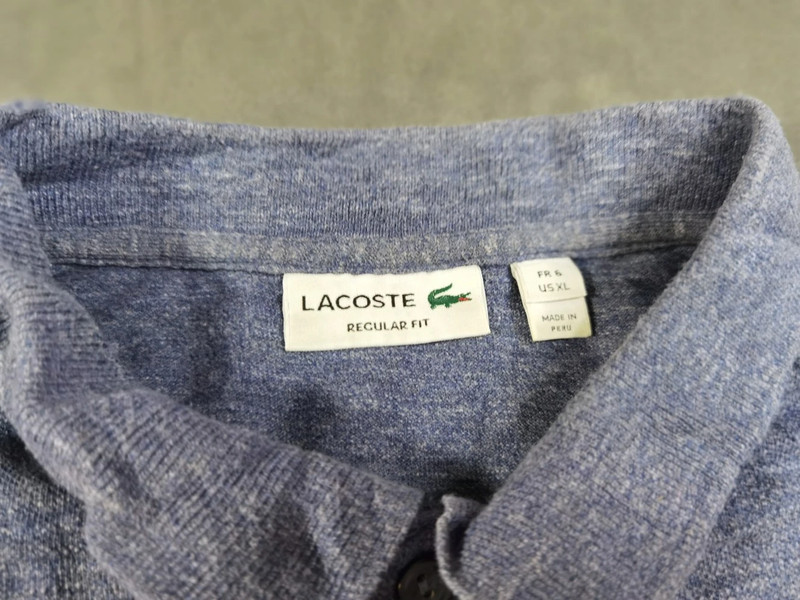 LACOSTE
REGULAR FIT
FR 6
US XL
MADE IN
PERU